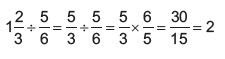 1 2/3 ÷ 5/6 = 5/3 ÷ 5/6 = 5/3 × 6/5 = 30/15 = 2